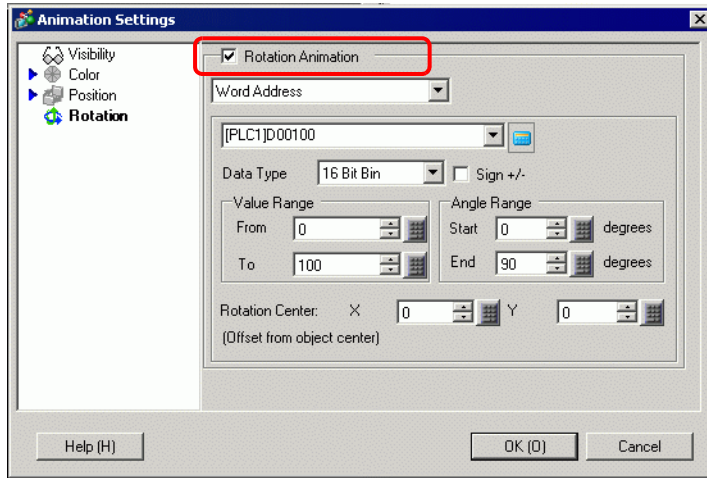 Animation Settings
Visibility
Color
Position
Rotation
Rotation Animation
Word Address
[PLC1]D00100
Data Type 16 Bit Bin Sign +/-
Value Range Angle Range
From 0 Start 0 degrees
To 100 End 90 degrees
Rotation Center: X 0 Y 0
(Offset from object center)
Help (H) OK (O) Cancel